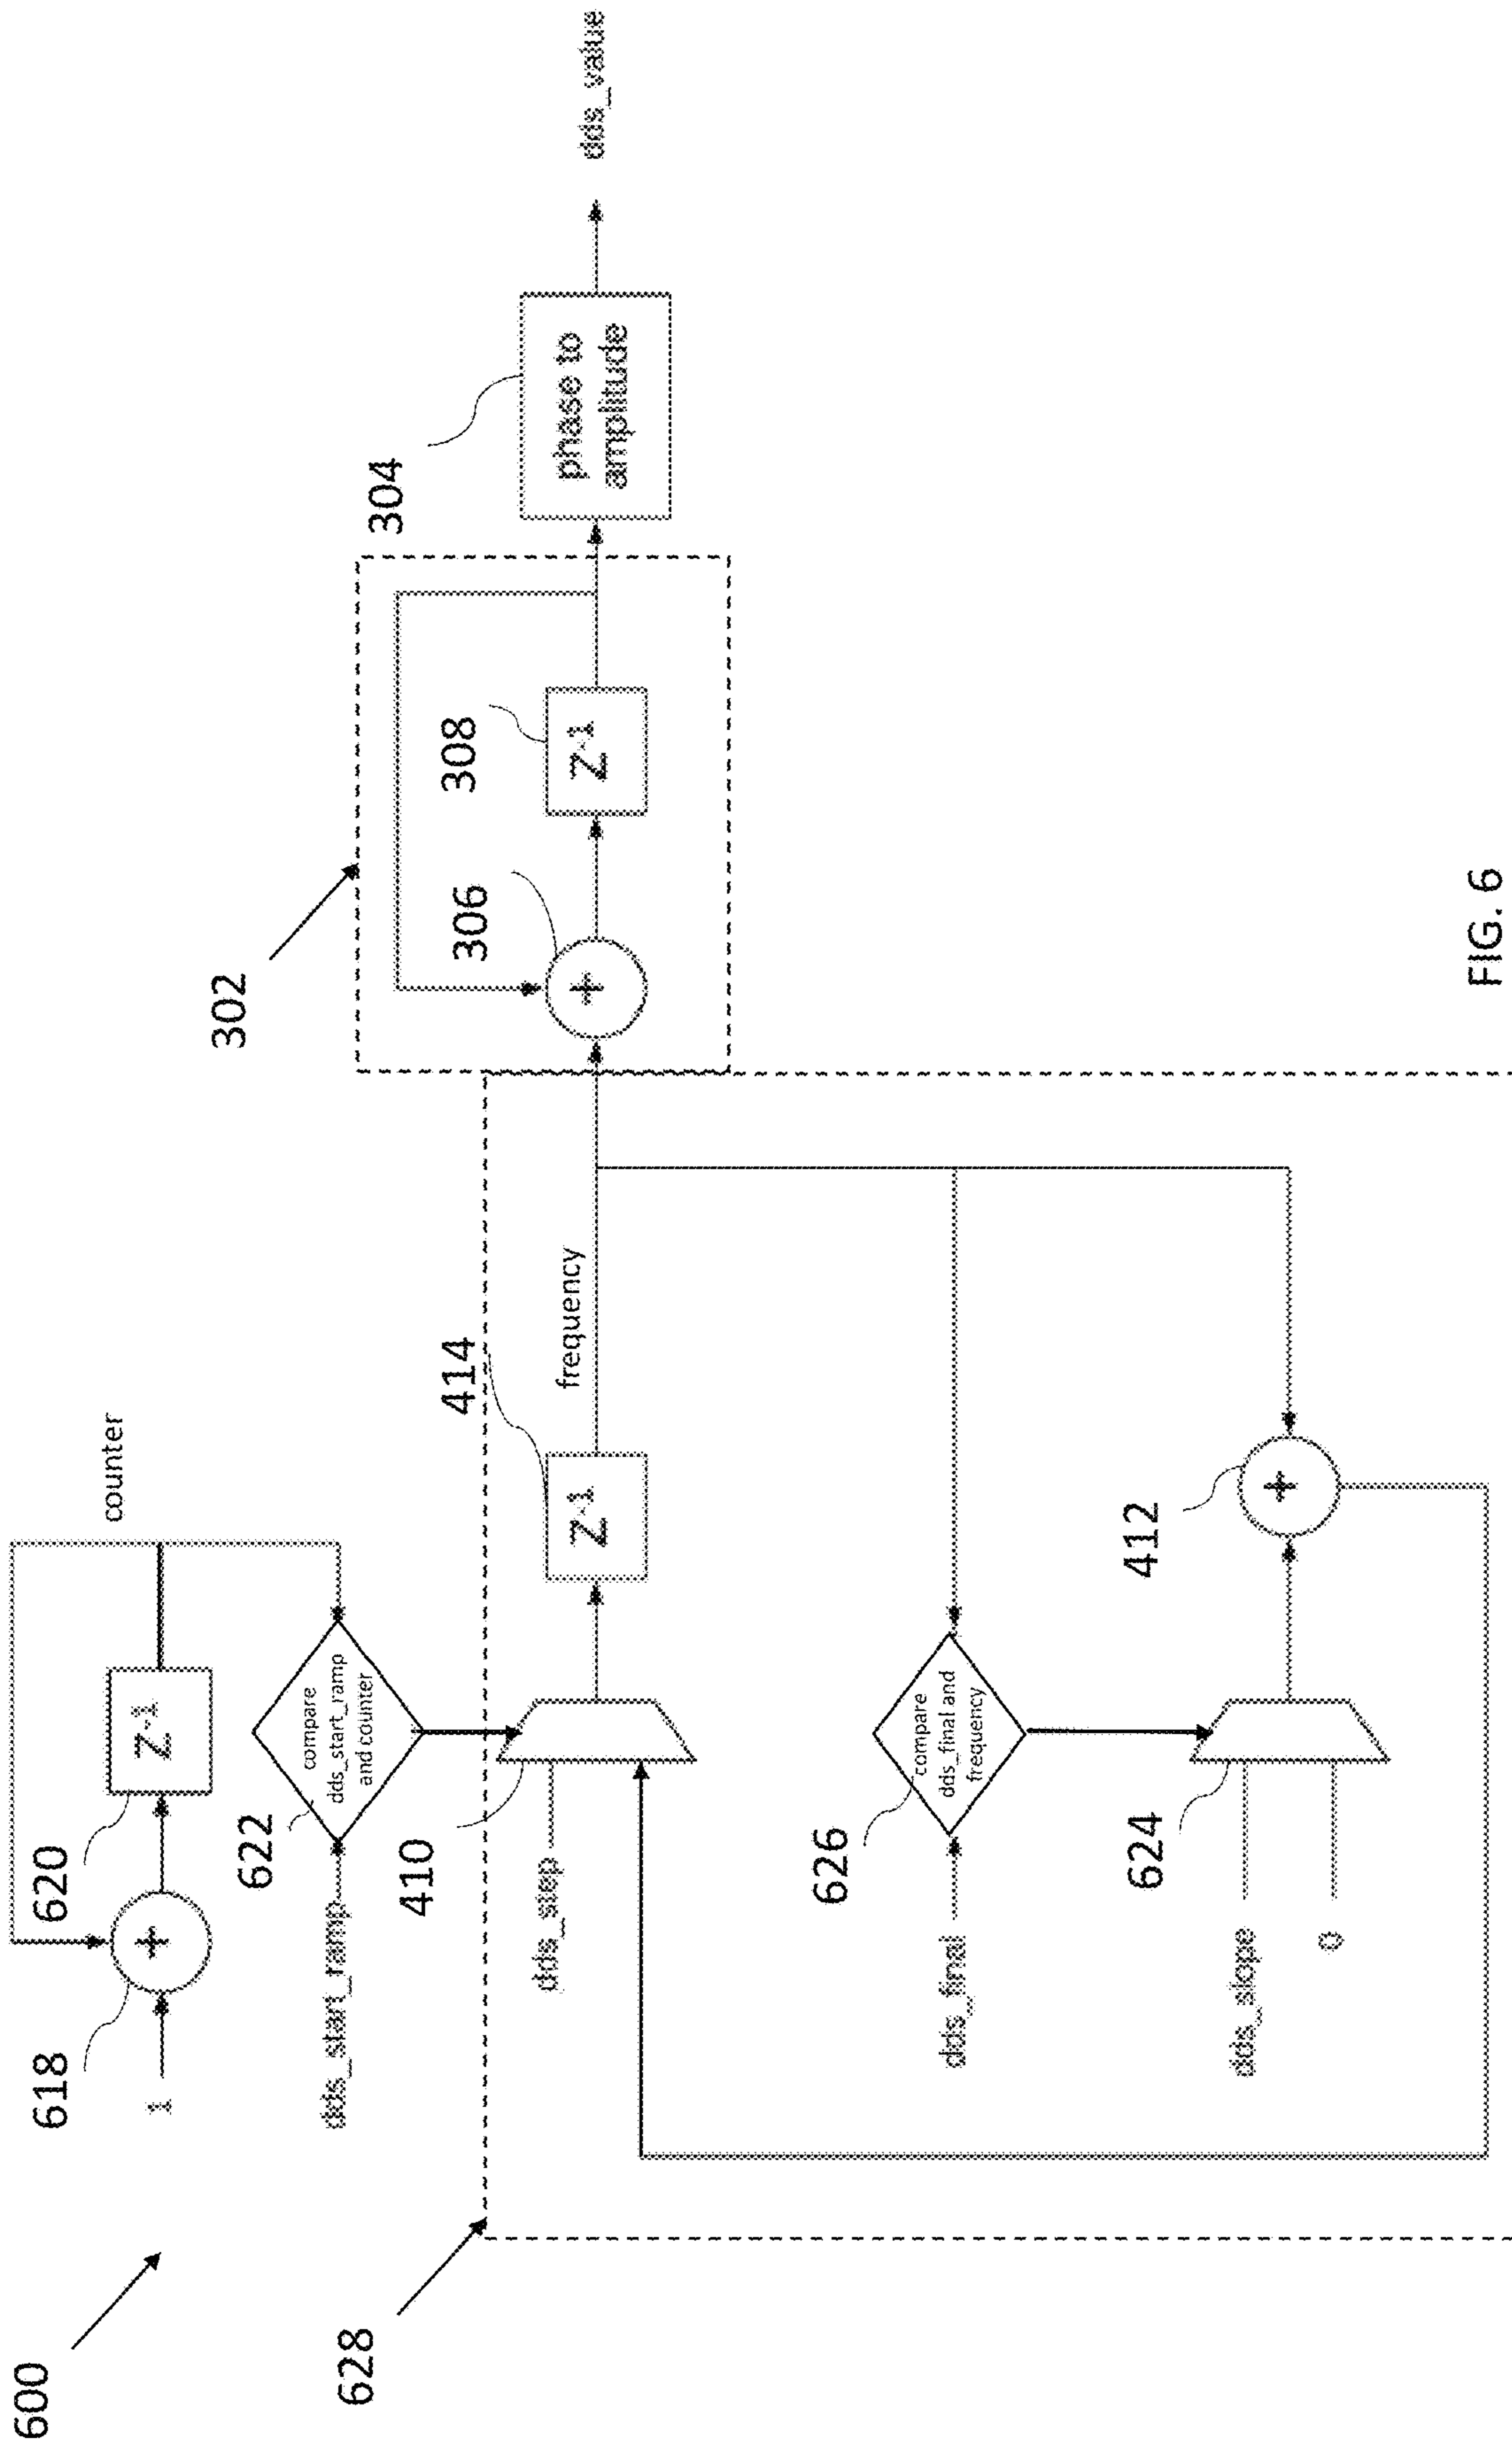 600
618
1
+
620
Z-1
counter
622
dds_start_ramp
compare
dds_start_ramp
and counter
628
410
dds_step
414
Z-1
frequency
302
306
+
308
Z-1
304
phase to
amplitude
dds_value
626
dds_final
compare
dds_final and
frequency
624
dds_slope
0
412
+
FIG. 6